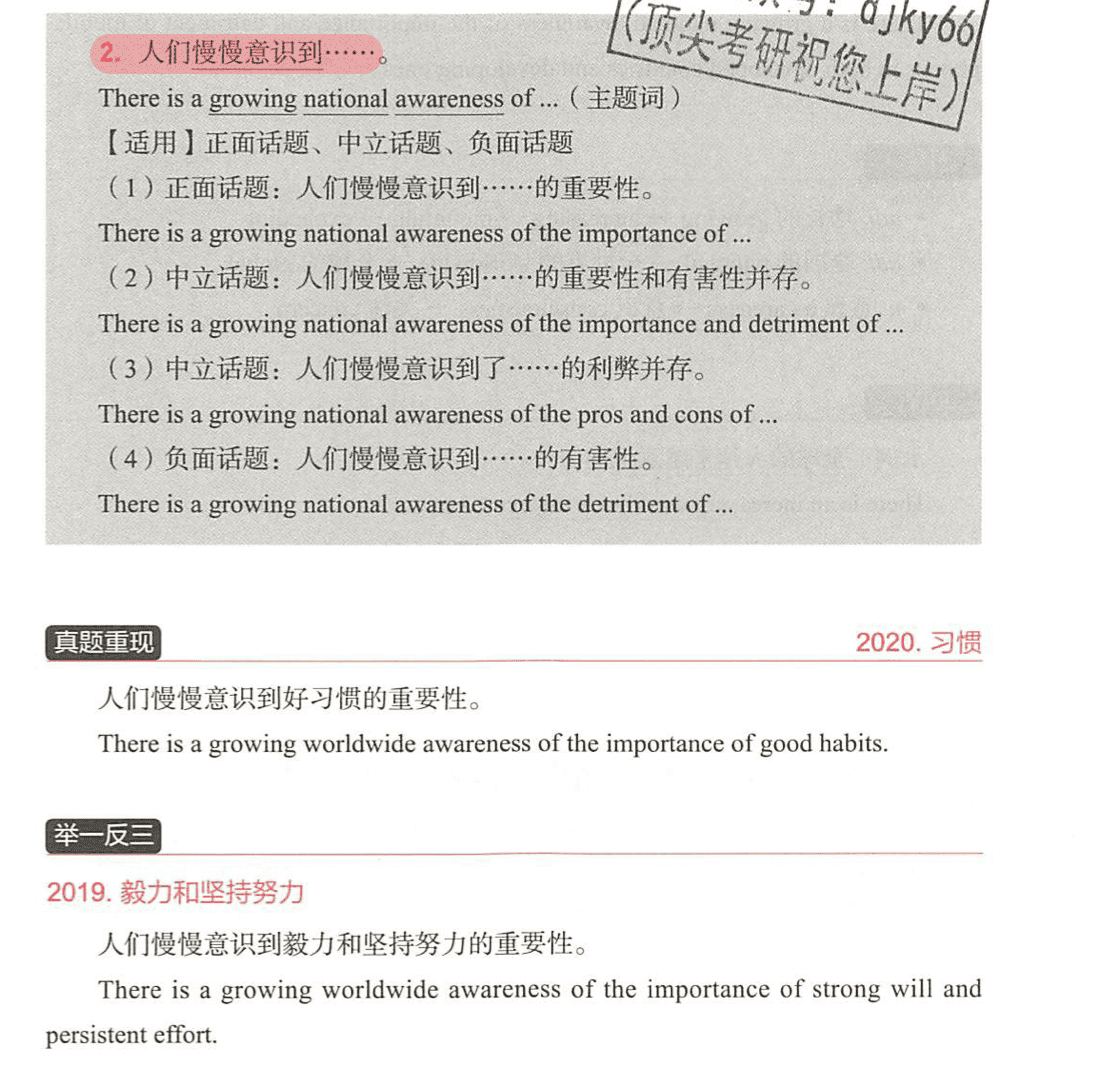 djky66
（顶尖考研祝您上岸）
2. 人们慢慢意识到……。
There is a growing national awareness of ...（主题词）
【适用】正面话题、中立话题、负面话题
（1）正面话题：人们慢慢意识到……的重要性。
There is a growing national awareness of the importance of ...
（2）中立话题：人们慢慢意识到……的重要性和有害性并存。
There is a growing national awareness of the importance and detriment of ...
（3）中立话题：人们慢慢意识到了……的利弊并存。
There is a growing national awareness of the pros and cons of ...
（4）负面话题：人们慢慢意识到……的有害性。
There is a growing national awareness of the detriment of ...
真题重现
2020. 习惯
人们慢慢意识到好习惯的重要性。
There is a growing worldwide awareness of the importance of good habits.
举一反三
2019. 毅力和坚持努力
人们慢慢意识到毅力和坚持努力的重要性。
There is a growing worldwide awareness of the importance of strong will and
persistent effort.